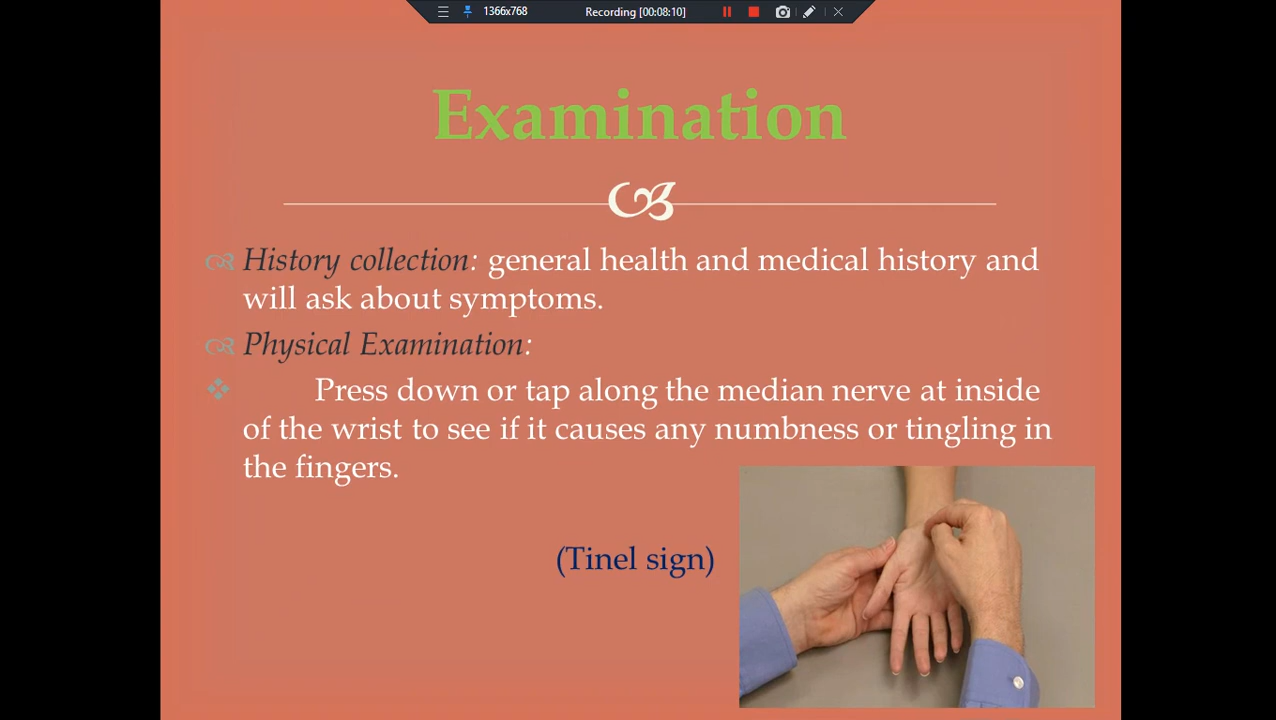 1366x768
Recording [00:08:10]
Examination
History collection: general health and medical history and
will ask about symptoms.
Physical Examination:
Press down or tap along the median nerve at inside
of the wrist to see if it causes any numbness or tingling in
the fingers.
(Tinel sign)